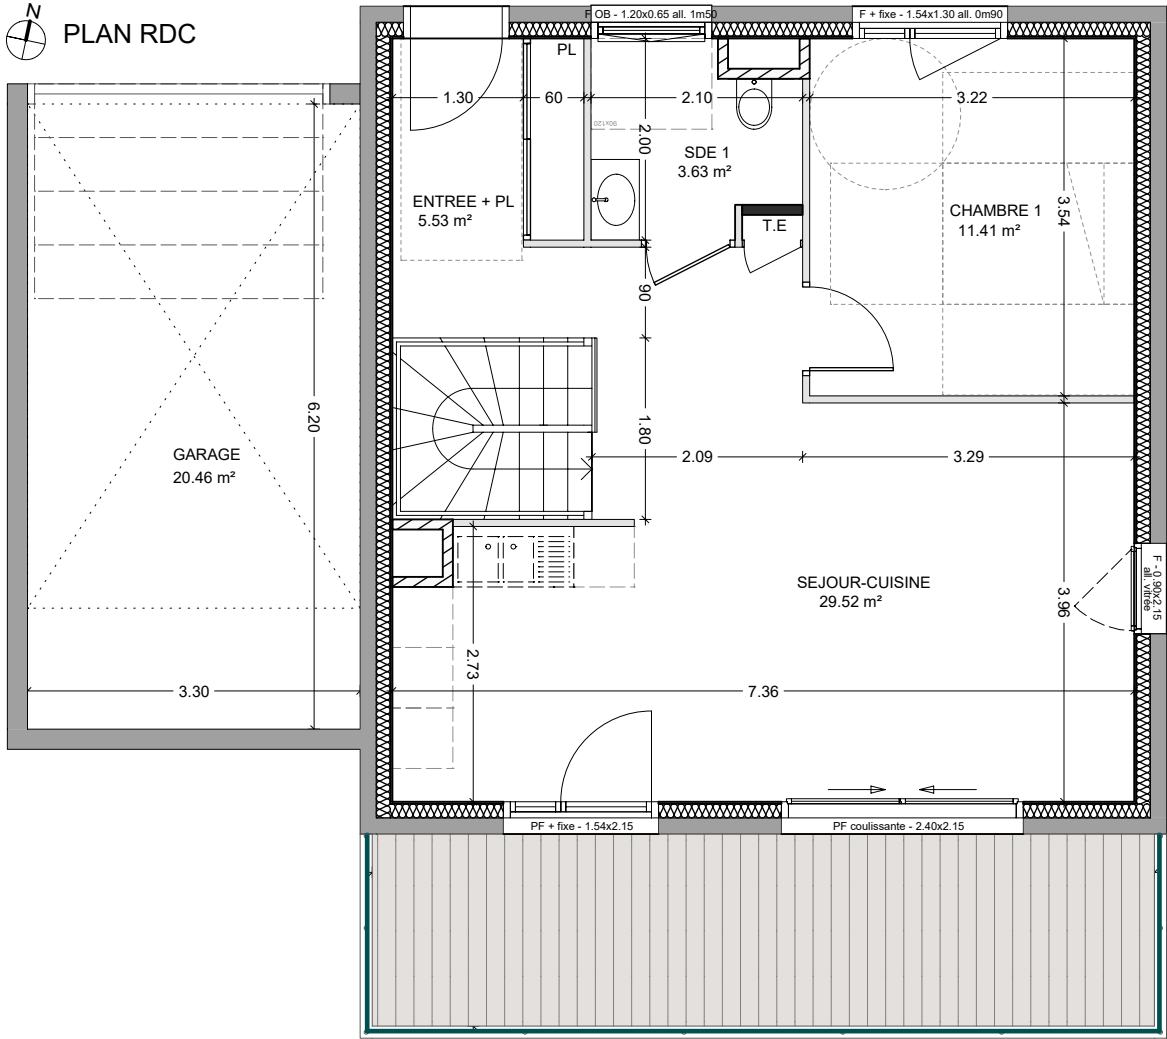 N
PLAN RDC
F OB - 1.20x0.65 all. 1m50
F + fixe - 1.54x1.30 all. 0m90
PL
1.30
60
2.10
3.22
90x120
2.00
SDE 1
3.63 m²
ENTREE + PL
5.53 m²
T.E
CHAMBRE 1
11.41 m²
3.54
90
6.20
1.80
GARAGE
20.46 m²
2.09
3.29
F - 0.90x2.15
all. vitrée
SEJOUR-CUISINE
29.52 m²
3.96
2.73
3.30
7.36
PF + fixe - 1.54x2.15
PF coulissante - 2.40x2.15